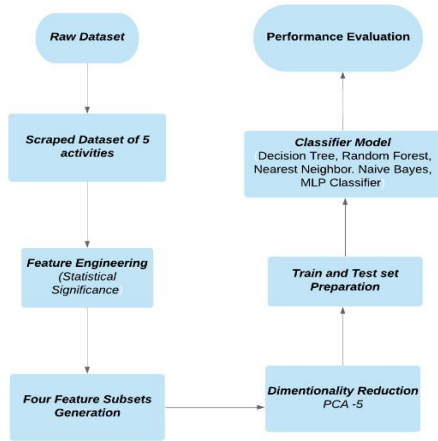 Raw Dataset
Scraped Dataset of 5
activities
Feature Engineering
(Statistical
Significance)
Four Feature Subsets
Generation
Dimentionality Reduction
PCA -5
Train and Test set
Preparation
Classifier Model
(Decision Tree, Random Forest,
Nearest Neighbor. Naive Bayes,
MLP Classifier)
Performance Evaluation